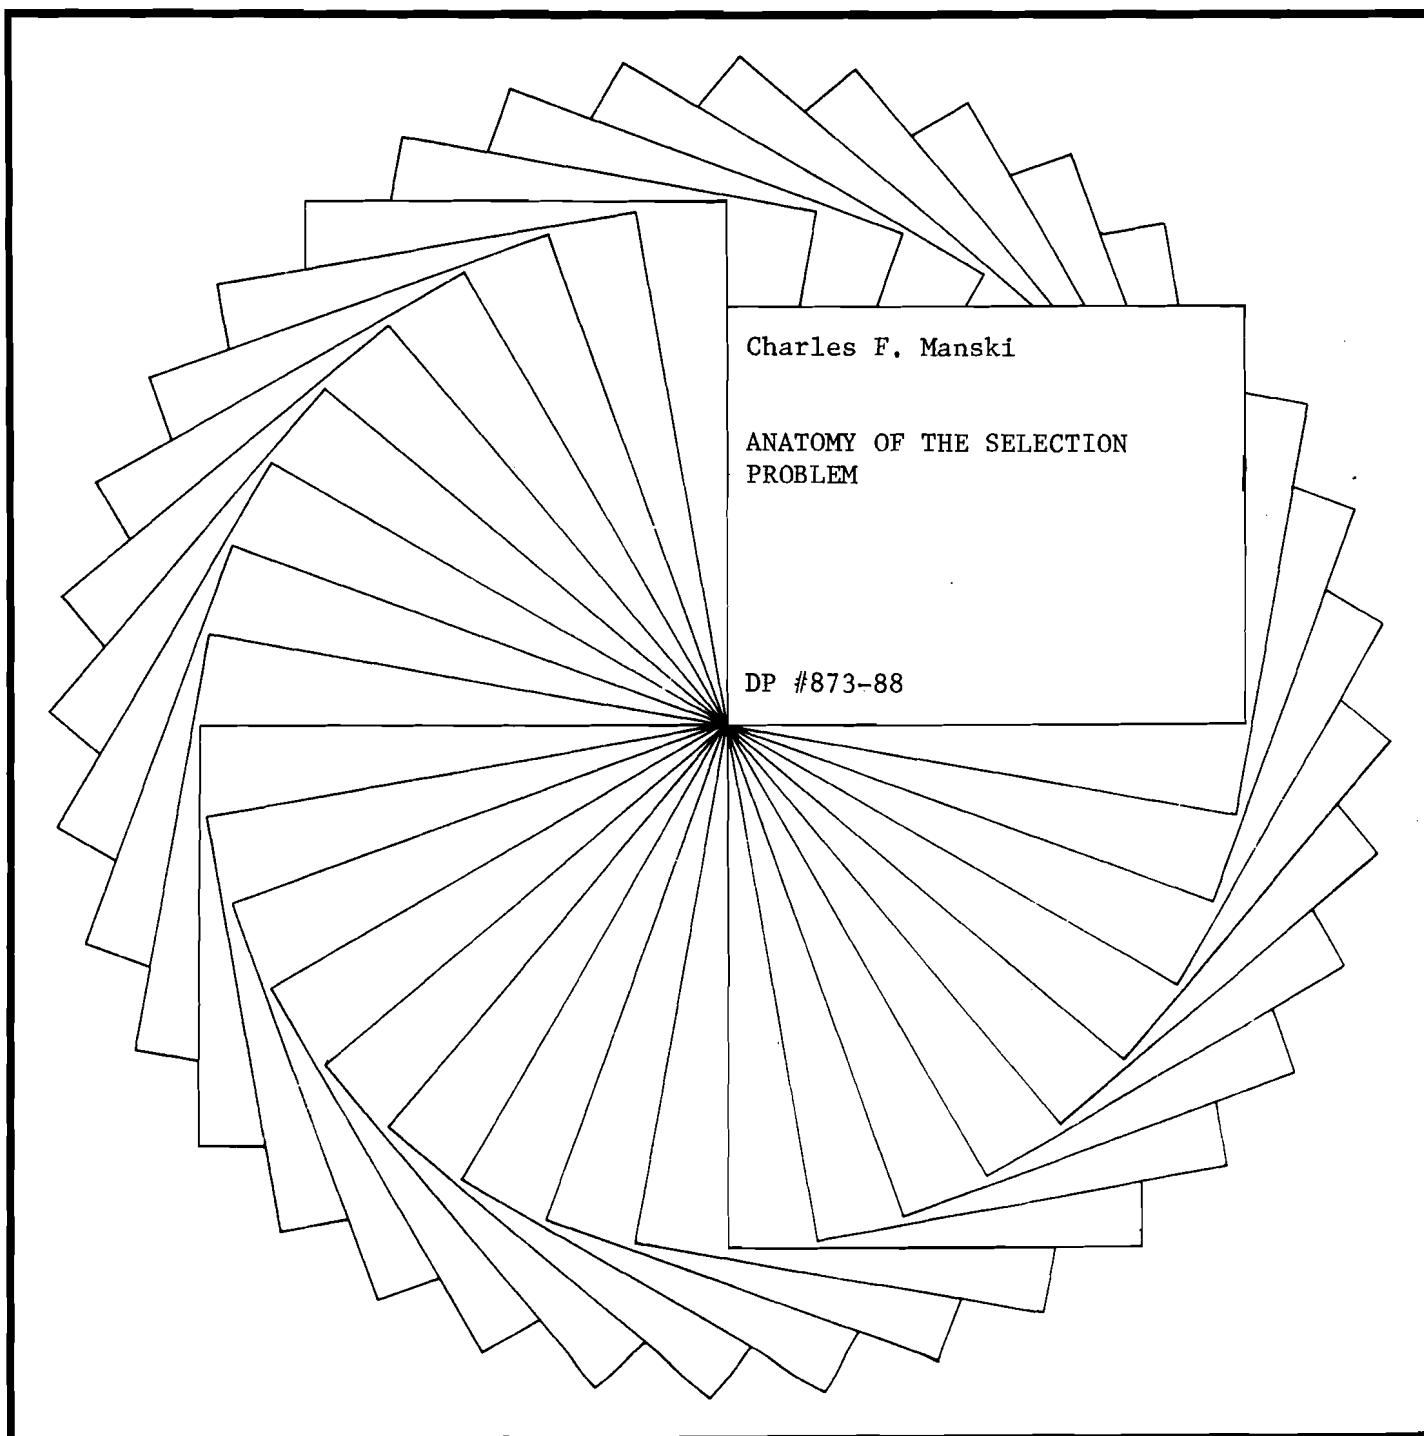 Charles F. Manski
ANATOMY OF THE SELECTION
PROBLEM
DP #873-88